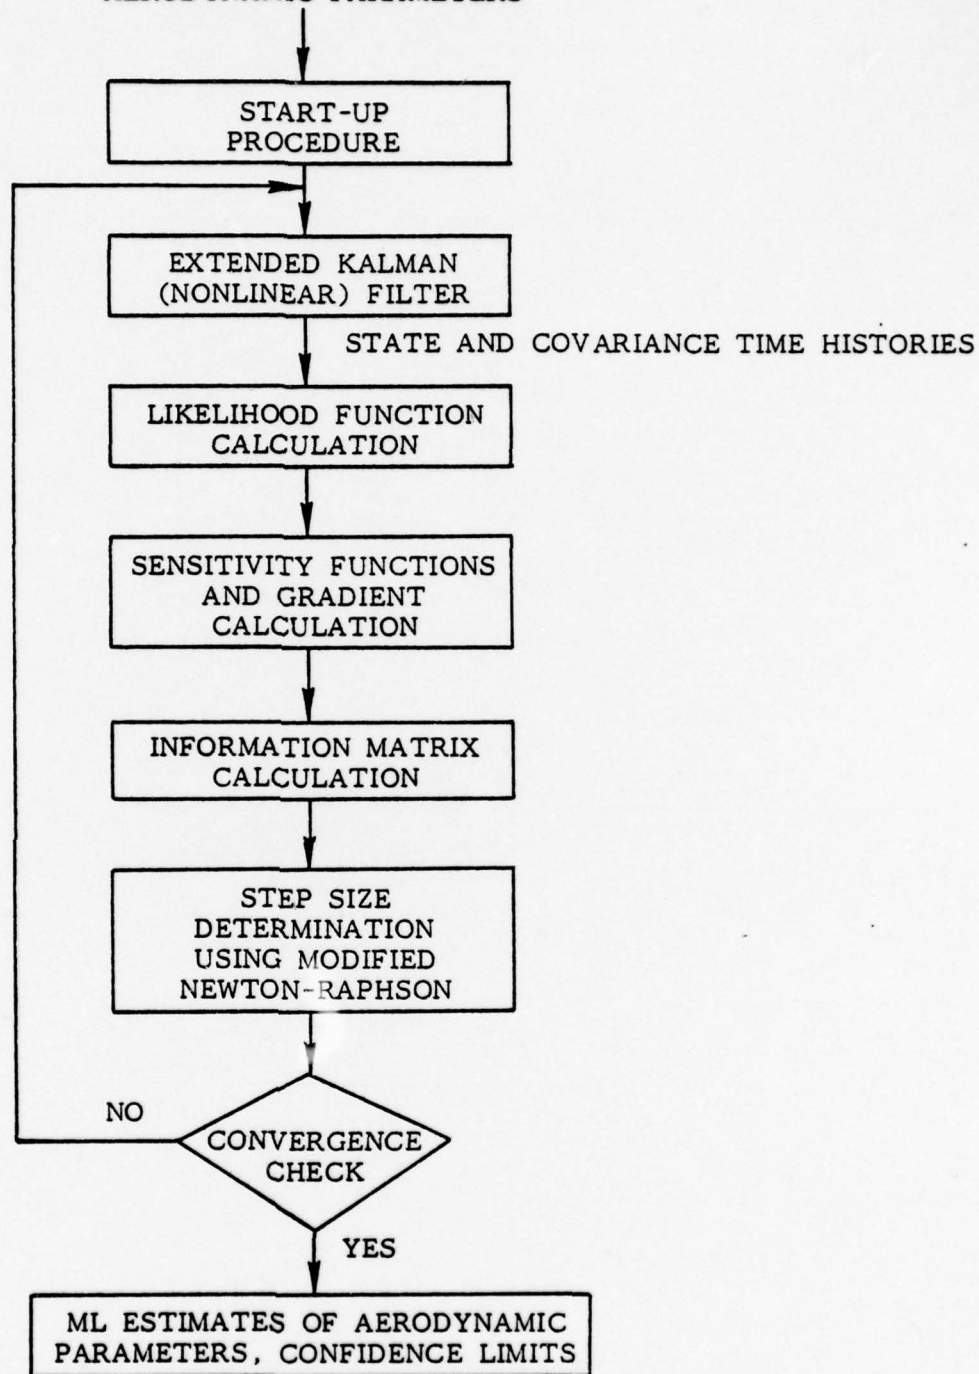 START-UP
PROCEDURE
EXTENDED KALMAN
(NONLINEAR) FILTER
STATE AND COVARIANCE TIME HISTORIES
LIKELIHOOD FUNCTION
CALCULATION
SENSITIVITY FUNCTIONS
AND GRADIENT
CALCULATION
INFORMATION MATRIX
CALCULATION
STEP SIZE
DETERMINATION
USING MODIFIED
NEWTON-RAPHSON
NO
CONVERGENCE
CHECK
YES
ML ESTIMATES OF AERODYNAMIC
PARAMETERS, CONFIDENCE LIMITS